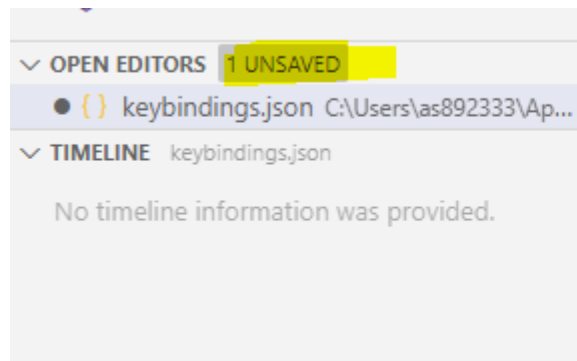 OPEN EDITORS 1 UNSAVED
{ } keybindings.json C:\Users\as892333\Ap...
TIMELINE keybindings.json
No timeline information was provided.